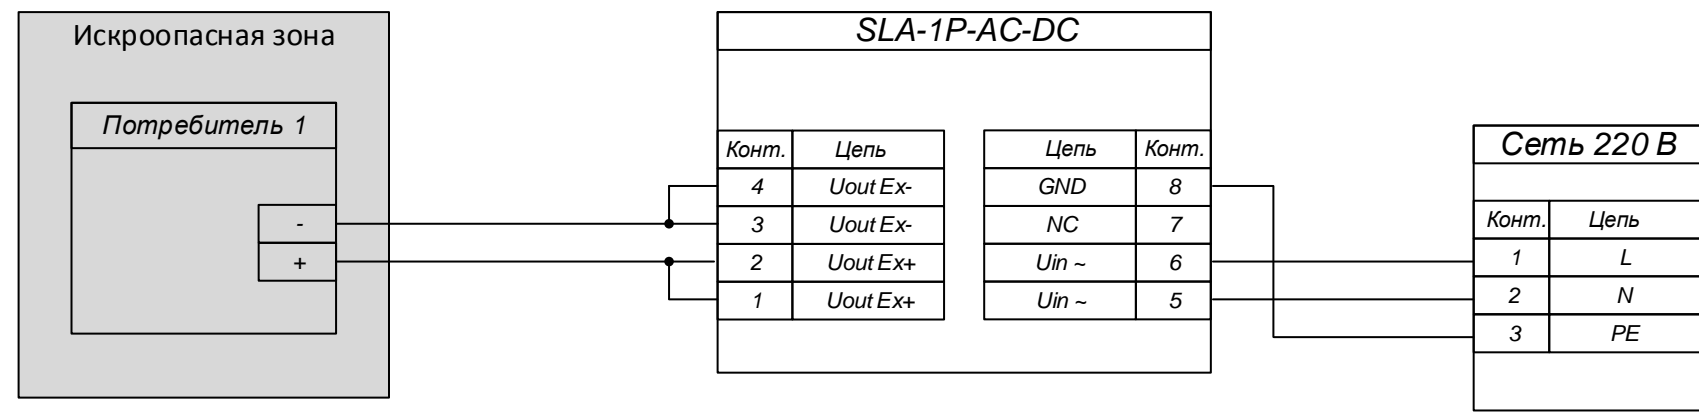 Искроопасная зона
Потребитель 1
-
+
SLA-1P-AC-DC
Конт. Цепь
4 Uout Ex-
3 Uout Ex-
2 Uout Ex+
1 Uout Ex+
Цепь Конт.
GND 8
NC 7
Uin ~ 6
Uin ~ 5
Сеть 220 В
Конт. Цепь
1 L
2 N
3 PE